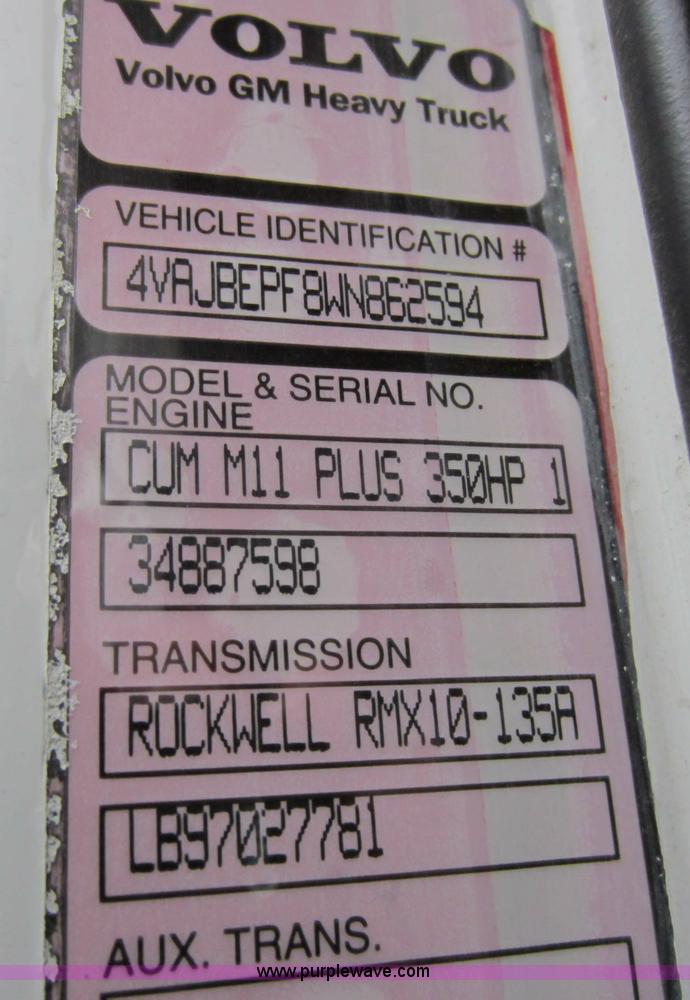 VOLVO
Volvo GM Heavy Truck
VEHICLE IDENTIFICATION #
4VAJBEPF8WN862594
MODEL & SERIAL NO.
ENGINE
CUM M11 PLUS 350HP 1
34887598
TRANSMISSION
ROCKWELL RMX10-135A
LB97027781
AUX. TRANS.
www.purplewave.com